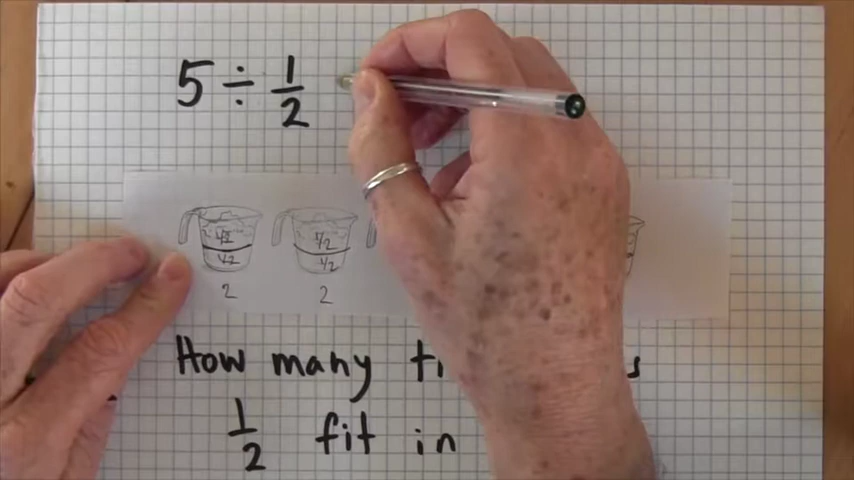 5 ÷ 1/2
1/2 1/2
1/2 1/2
2 2
How many
1/2 fit in